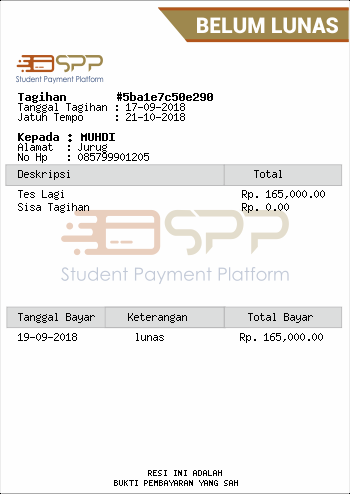 BELUM LUNAS
SPP
Student Payment Platform
Tagihan #5ba1e7c50e290
Tanggal Tagihan : 17-09-2018
Jatuh Tempo : 21-10-2018
Kepada : MUHDI
Alamat : Jurug
No Hp : 085799901205
Deskripsi Total
Tes Lagi Rp. 165,000.00
Sisa Tagihan Rp. 0.00
SPP
Student Payment Platform
Tanggal Bayar Keterangan Total Bayar
19-09-2018 lunas Rp. 165,000.00
RESI INI ADALAH
BUKTI PEMBAYARAN YANG SAH